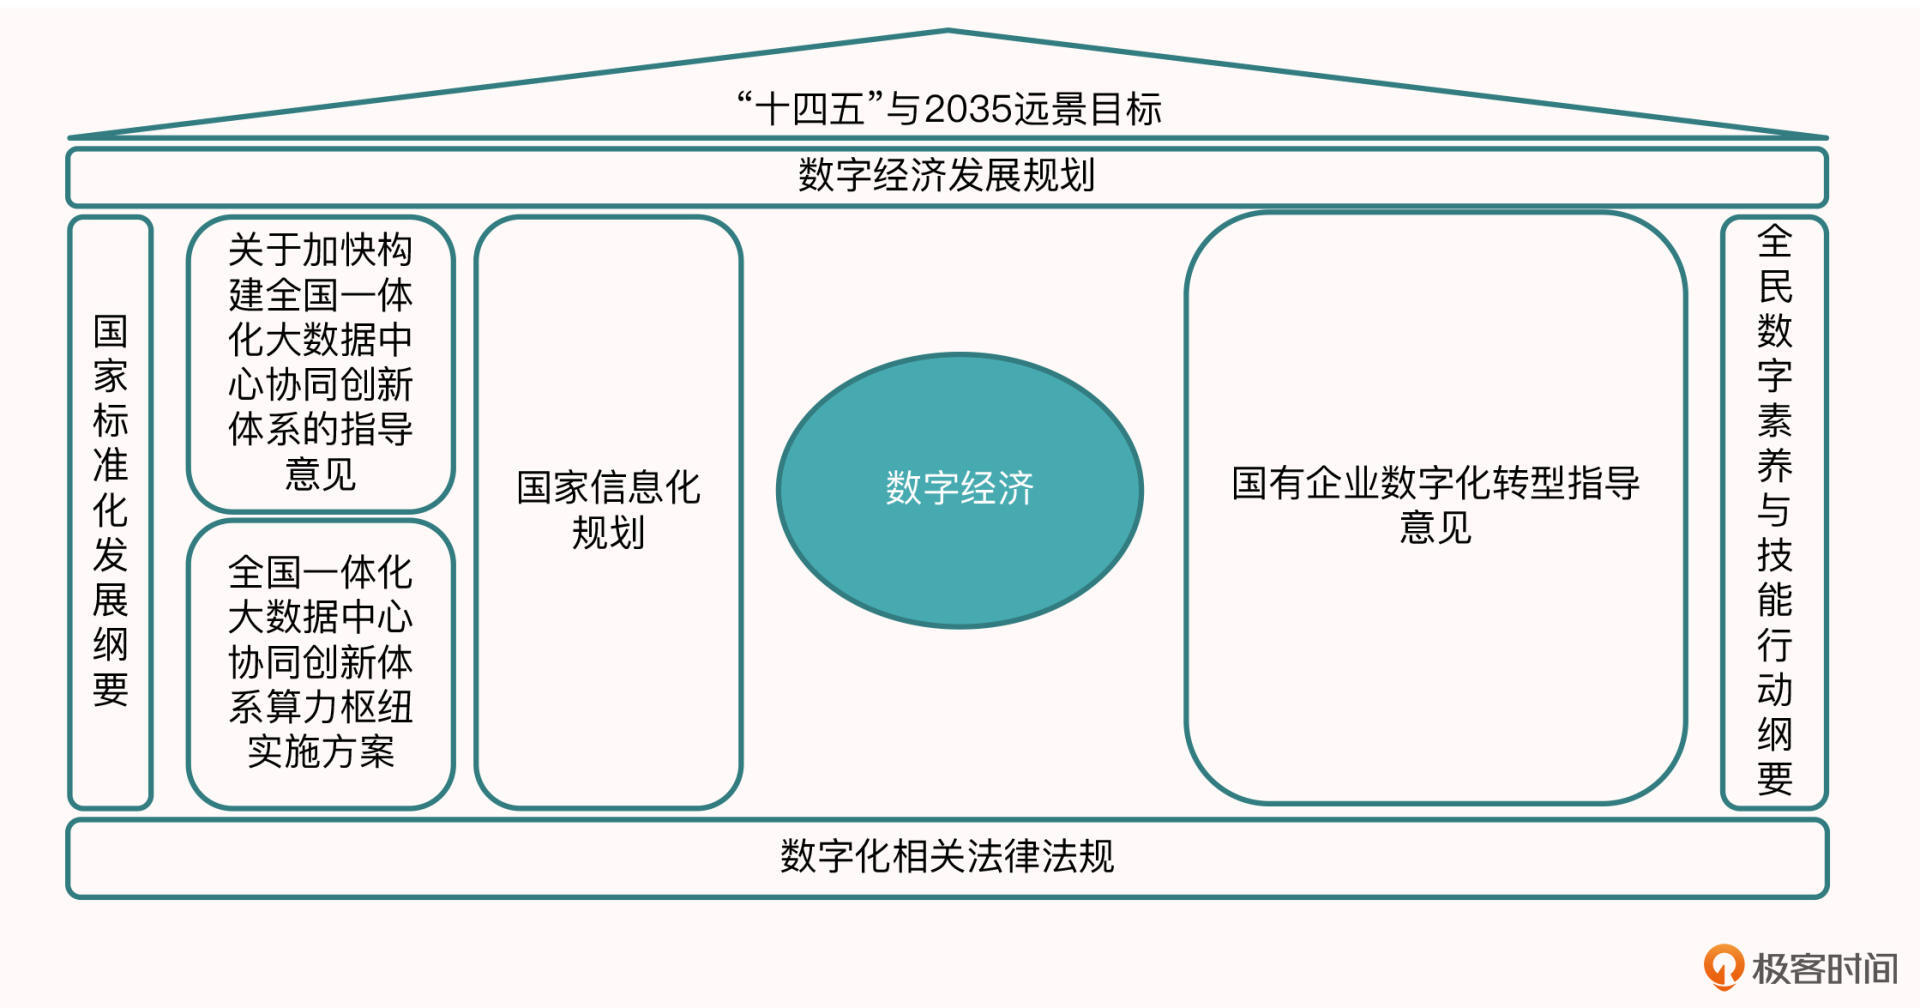 “十四五”与2035远景目标
数字经济发展规划
国家标准化发展纲要
关于加快构
建全国一体
化大数据中
心协同创新
体系的指导
意见
全国一体化
大数据中心
协同创新体
系算力枢纽
实施方案
国家信息化
规划
数字经济
国有企业数字化转型指导
意见
全民数字素养与技能行动纲要
数字化相关法律法规
极客时间